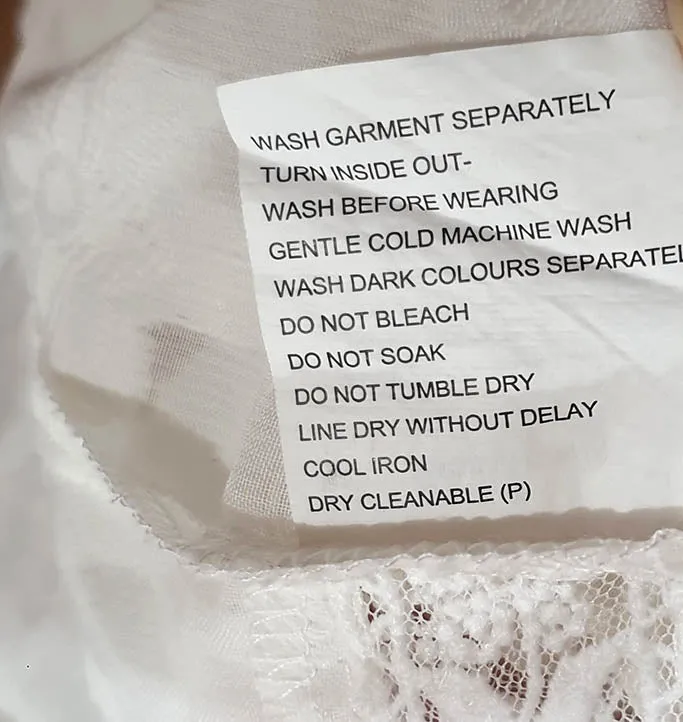 WASH GARMENT SEPARATELY
TURN INSIDE OUT-
WASH BEFORE WEARING
GENTLE COLD MACHINE WASH
WASH DARK COLOURS SEPARATEL
DO NOT BLEACH
DO NOT SOAK
DO NOT TUMBLE DRY
LINE DRY WITHOUT DELAY
COOL IRON
DRY CLEANABLE (P)